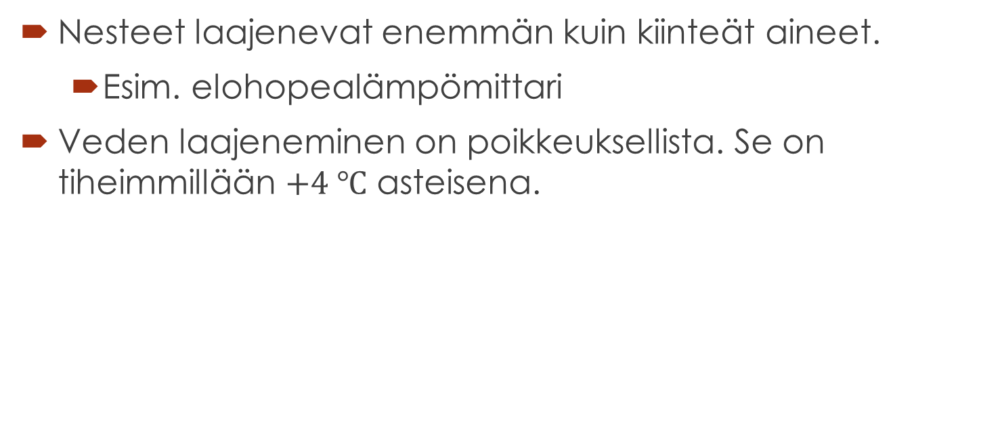 Nesteet laajenevat enemmän kuin kiinteät aineet.
Esim. elohopealämpömittari
Veden laajeneminen on poikkeuksellista. Se on
tiheimmillään +4 °C asteisena.